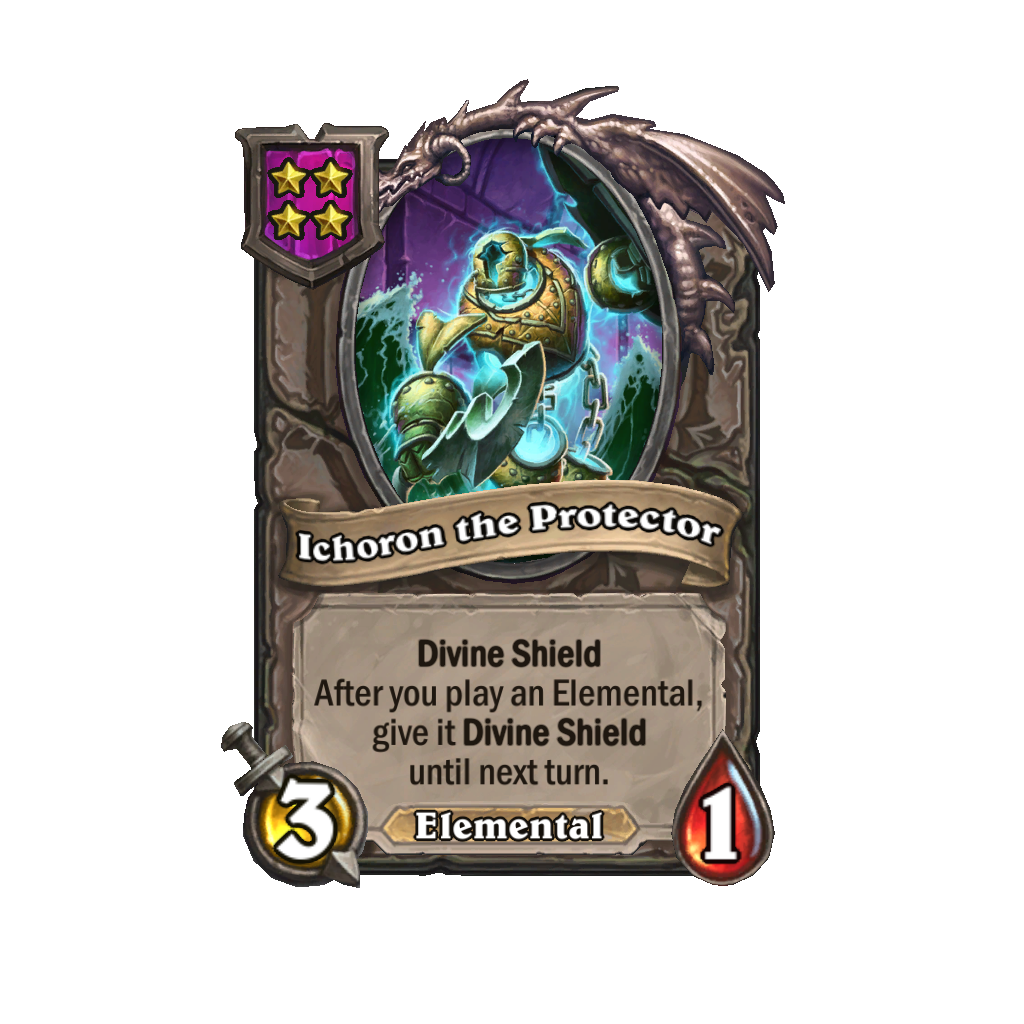 Ichoron the Protector
Divine Shield
After you play an Elemental,
give it Divine Shield
until next turn.
3
Elemental
1